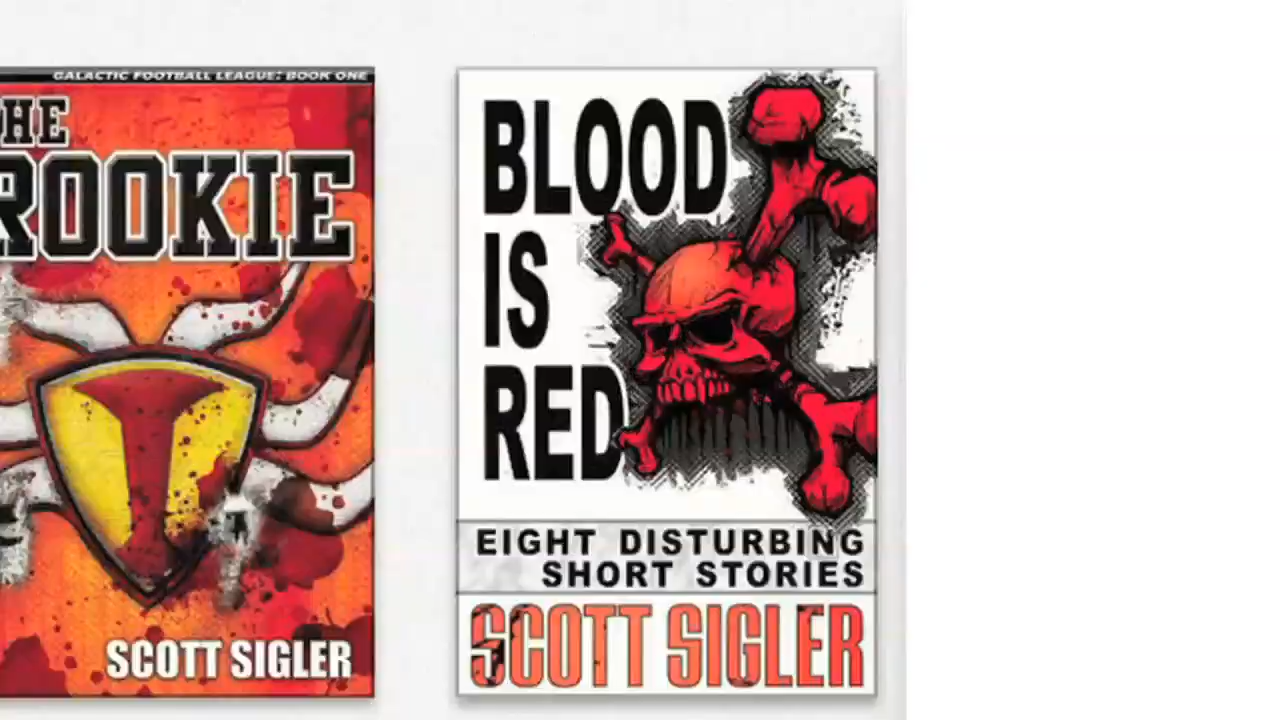 GALACTIC FOOTBALL LEAGUE: BOOK ONE
HE
ROOKIE
SCOTT SIGLER
BLOOD
IS
RED
EIGHT DISTURBING
SHORT STORIES
SCOTT SIGLER